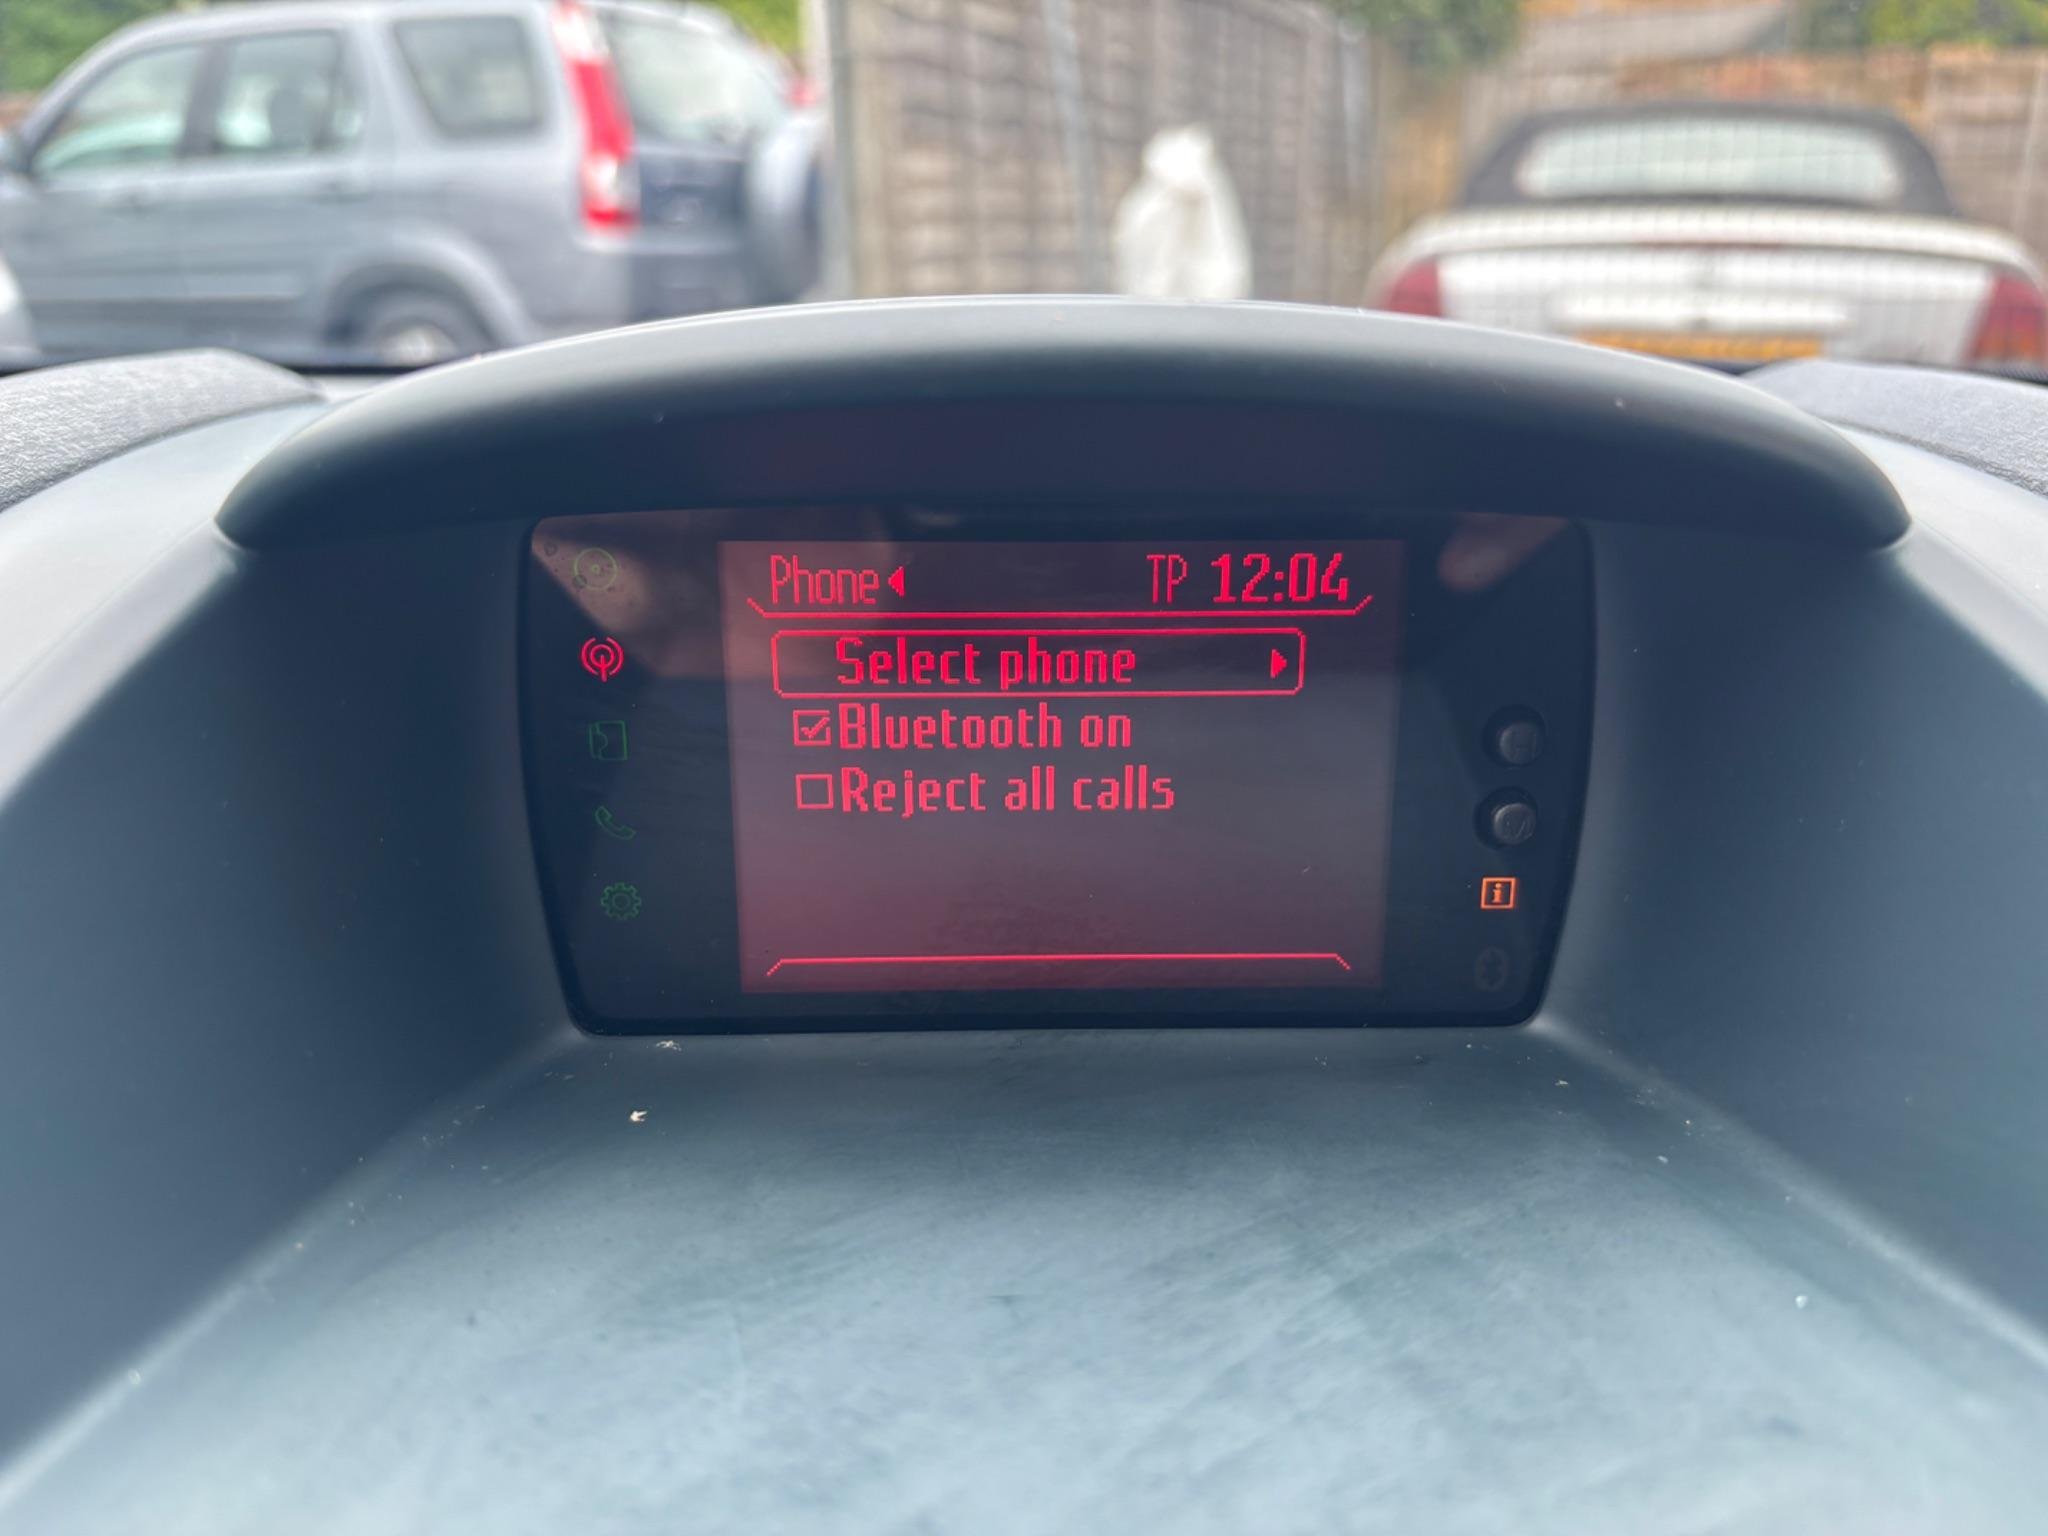 Phone TP 12:04
Select phone
Bluetooth on
Reject all calls
H
M
i